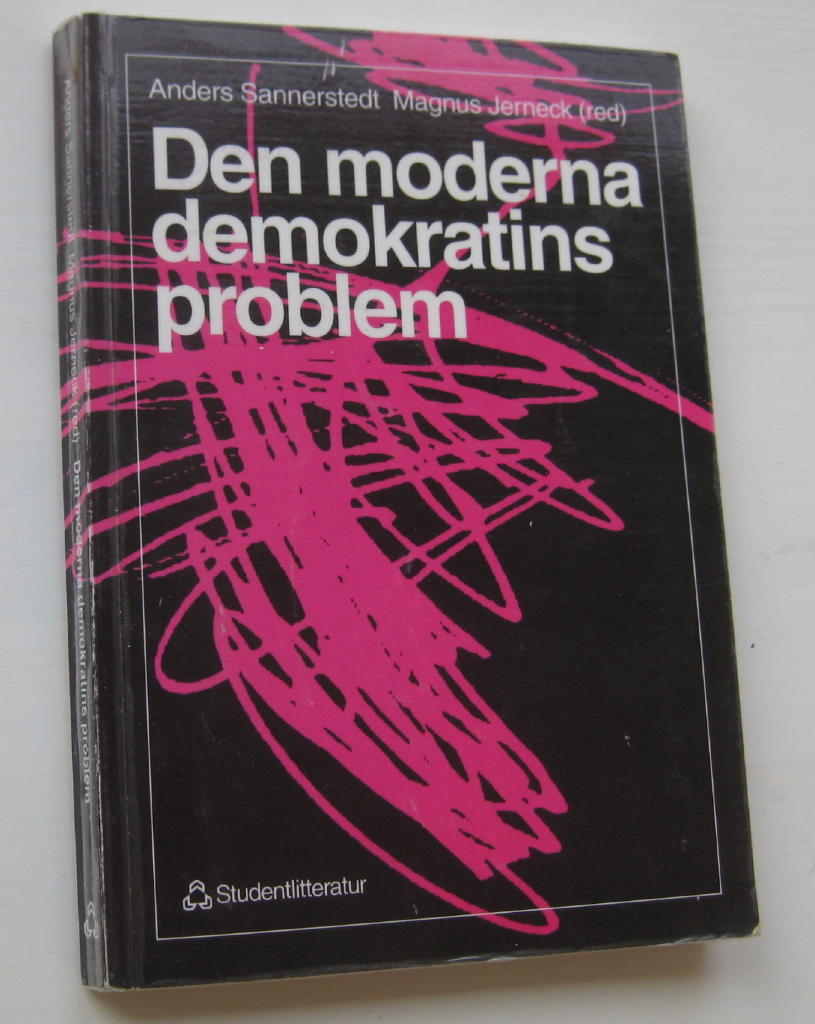 Anders Sannerstedt Magnus Jerneck (red)
Den moderna
demokratins
problem
Studentlitteratur
Anders Sannerstedt Magnus Jerneck (red) Den moderna demokratins problem